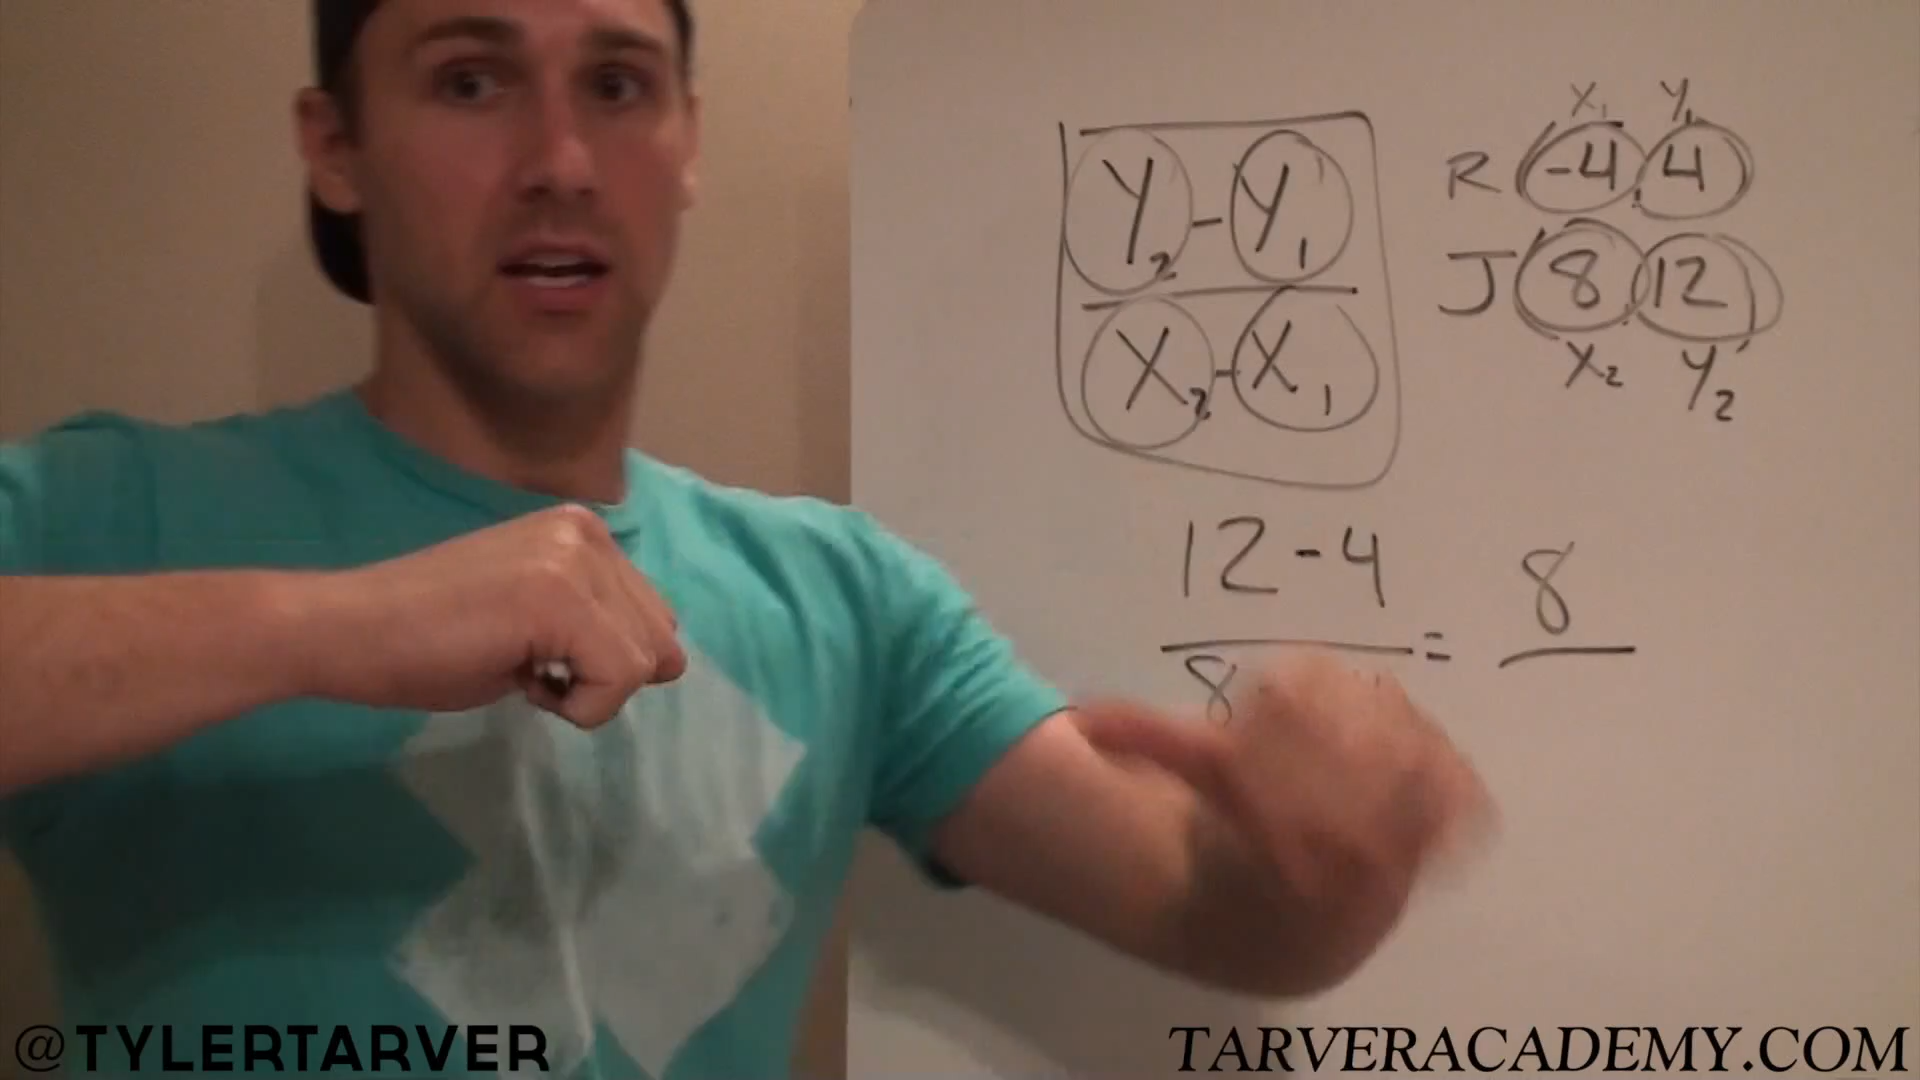 X₁ Y₁
R (-4, 4)
J (8, 12)
X₂ Y₂
Y₂ - Y₁
X₂ - X₁
12 - 4 = 8
8
@TYLERTARVER
TARVERACADEMY.COM